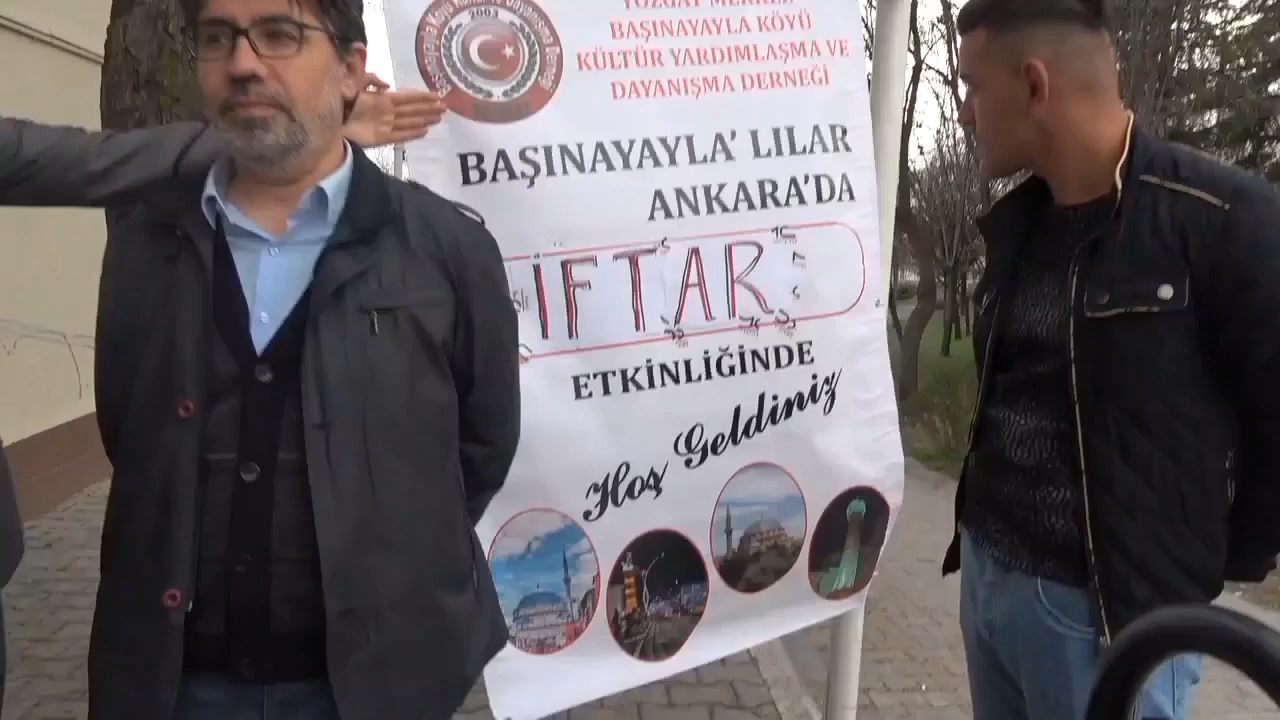 YOZGAT MERKEZ
BAŞINAYAYLA KÖYÜ
KÜLTÜR YARDIMLAŞMA VE
DAYANIŞMA DERNEĞİ
2003
BAŞINAYAYLA' LILAR
ANKARA'DA
İFTAR
ETKİNLİĞİNDE
Hoş Geldiniz